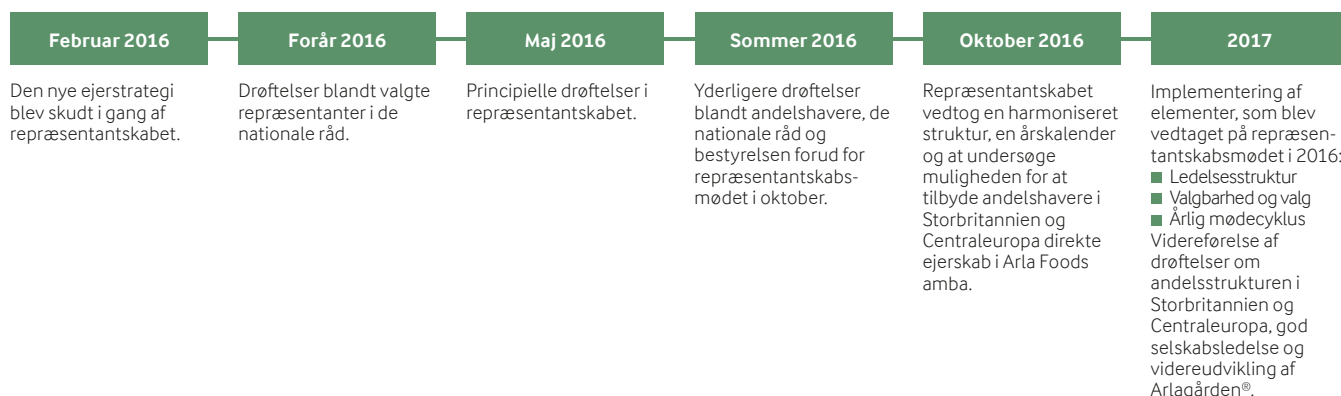 Februar 2016
Den nye ejerstrategi
blev skudt i gang af
repræsentantskabet.
Forår 2016
Drøftelser blandt valgte
repræsentanter i de
nationale råd.
Maj 2016
Principielle drøftelser i
repræsentantskabet.
Sommer 2016
Yderligere drøftelser
blandt andelshavere, de
nationale råd og
bestyrelsen forud for
repræsentantskabs-
mødet i oktober.
Oktober 2016
Repræsentantskabet
vedtog en harmoniseret
struktur, en årskalender
og at undersøge
muligheden for at
tilbyde andelshavere i
Storbritannien og
Centraleuropa direkte
ejerskab i Arla Foods
amba.
2017
Implementering af
elementer, som blev
vedtaget på repræsen-
tantskabsmødet i 2016:
■ Ledelsesstruktur
■ Valgbarhed og valg
■ Årlig mødecyklus
Videreførelse af
drøftelser om
andelsstrukturen i
Storbritannien og
Centraleuropa, god
selskabsledelse og
videreudvikling af
Arlagården®.